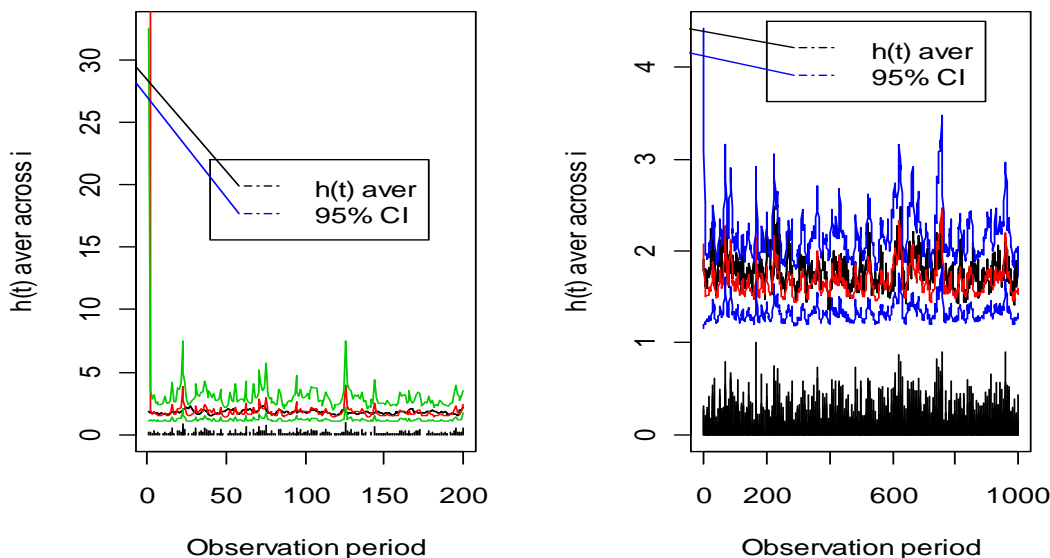 h(t) aver across i
30
25
20
15
10
5
0
h(t) aver
95% CI
0 50 100 150 200
Observation period
h(t) aver across i
4
3
2
1
0
h(t) aver
95% CI
0 200 600 1000
Observation period